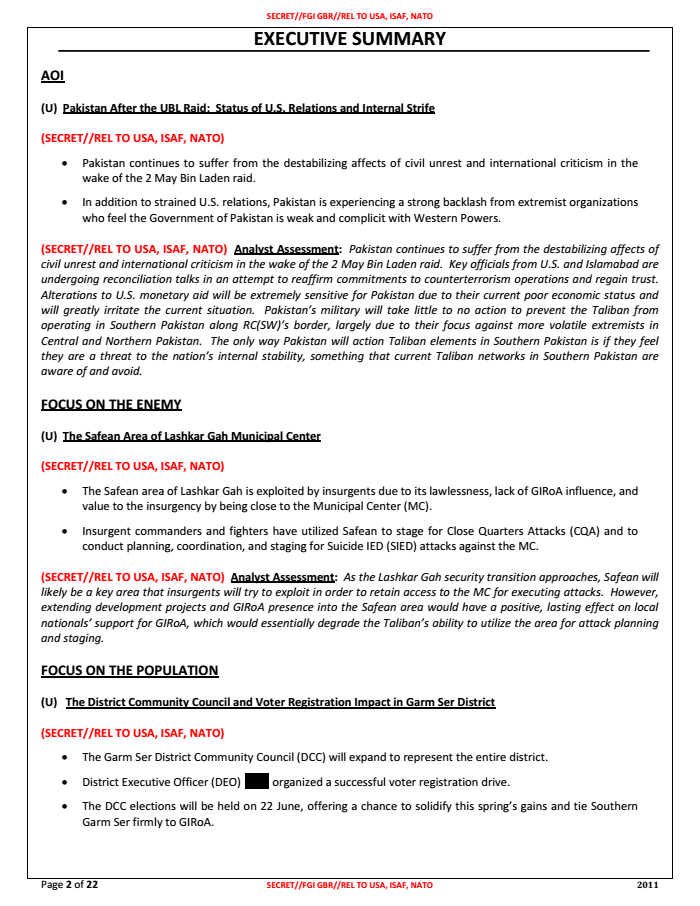 SECRET//FGI GBR//REL TO USA, ISAF, NATO
EXECUTIVE SUMMARY
AOI
(U) Pakistan After the UBL Raid: Status of U.S. Relations and Internal Strife
(SECRET//REL TO USA, ISAF, NATO)
• Pakistan continues to suffer from the destabilizing affects of civil unrest and international criticism in the
wake of the 2 May Bin Laden raid.
• In addition to strained U.S. relations, Pakistan is experiencing a strong backlash from extremist organizations
who feel the Government of Pakistan is weak and complicit with Western Powers.
(SECRET//REL TO USA, ISAF, NATO) Analyst Assessment: Pakistan continues to suffer from the destabilizing affects of
civil unrest and international criticism in the wake of the 2 May Bin Laden raid. Key officials from U.S. and Islamabad are
undergoing reconciliation talks in an attempt to reaffirm commitments to counterterrorism operations and regain trust.
Alterations to U.S. monetary aid will be extremely sensitive for Pakistan due to their current poor economic status and
will greatly irritate the current situation. Pakistan's military will take little to no action to prevent the Taliban from
operating in Southern Pakistan along RC(SW)'s border, largely due to their focus against more volatile extremists in
Central and Northern Pakistan. The only way Pakistan will action Taliban elements in Southern Pakistan is if they feel
they are a threat to the nation's internal stability, something that current Taliban networks in Southern Pakistan are
aware of and avoid.
FOCUS ON THE ENEMY
(U) The Safean Area of Lashkar Gah Municipal Center
(SECRET//REL TO USA, ISAF, NATO)
• The Safean area of Lashkar Gah is exploited by insurgents due to its lawlessness, lack of GIRoA influence, and
value to the insurgency by being close to the Municipal Center (MC).
• Insurgent commanders and fighters have utilized Safean to stage for Close Quarters Attacks (CQA) and to
conduct planning, coordination, and staging for Suicide IED (SIED) attacks against the MC.
(SECRET//REL TO USA, ISAF, NATO) Analyst Assessment: As the Lashkar Gah security transition approaches, Safean will
likely be a key area that insurgents will try to exploit in order to retain access to the MC for executing attacks. However,
extending development projects and GIRoA presence into the Safean area would have a positive, lasting effect on local
nationals' support for GIRoA, which would essentially degrade the Taliban's ability to utilize the area for attack planning
and staging.
FOCUS ON THE POPULATION
(U) The District Community Council and Voter Registration Impact in Garm Ser District
(SECRET//REL TO USA, ISAF, NATO)
• The Garm Ser District Community Council (DCC) will expand to represent the entire district.
• District Executive Officer (DEO) organized a successful voter registration drive.
• The DCC elections will be held on 22 June, offering a chance to solidify this spring's gains and tie Southern
Garm Ser firmly to GIRoA.
Page 2 of 22 SECRET//FGI GBR//REL TO USA, ISAF, NATO 2011